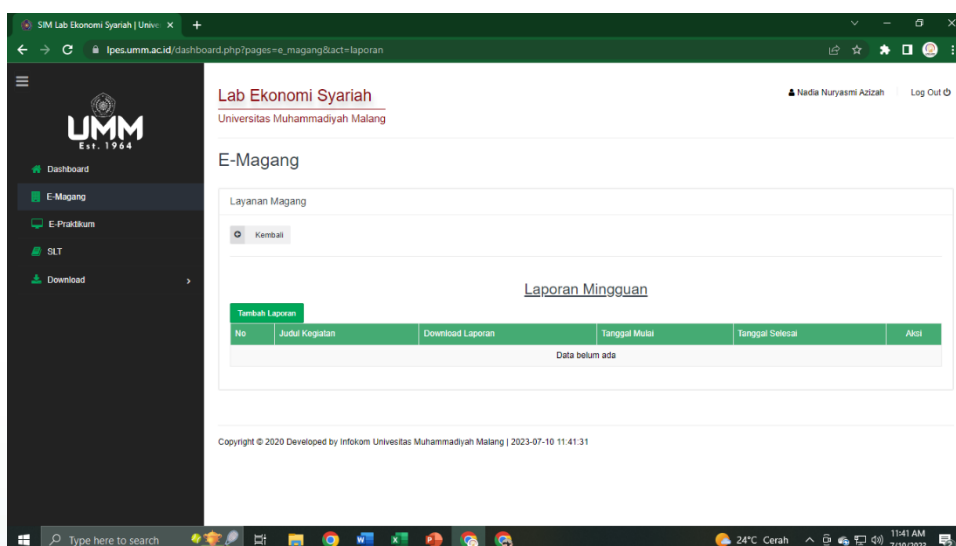 SIM Lab Ekonomi Syariah | Unive
lpes.umm.ac.id/dashboard.php?pages=e_magang&act=laporan
UMM
Est. 1964
Dashboard
E-Magang
E-Praktikum
SLT
Download
Lab Ekonomi Syariah
Universitas Muhammadiyah Malang
Nadia Nuryasmi Azizah Log Out
E-Magang
Layanan Magang
Kembali
Laporan Mingguan
Tambah Laporan
No Judul Kegiatan Download Laporan Tanggal Mulai Tanggal Selesai Aksi
Data belum ada
Copyright © 2020 Developed by Infokom Univesitas Muhammadiyah Malang | 2023-07-10 11:41:31
Type here to search
24°C Cerah
11:41 AM
7/10/2023